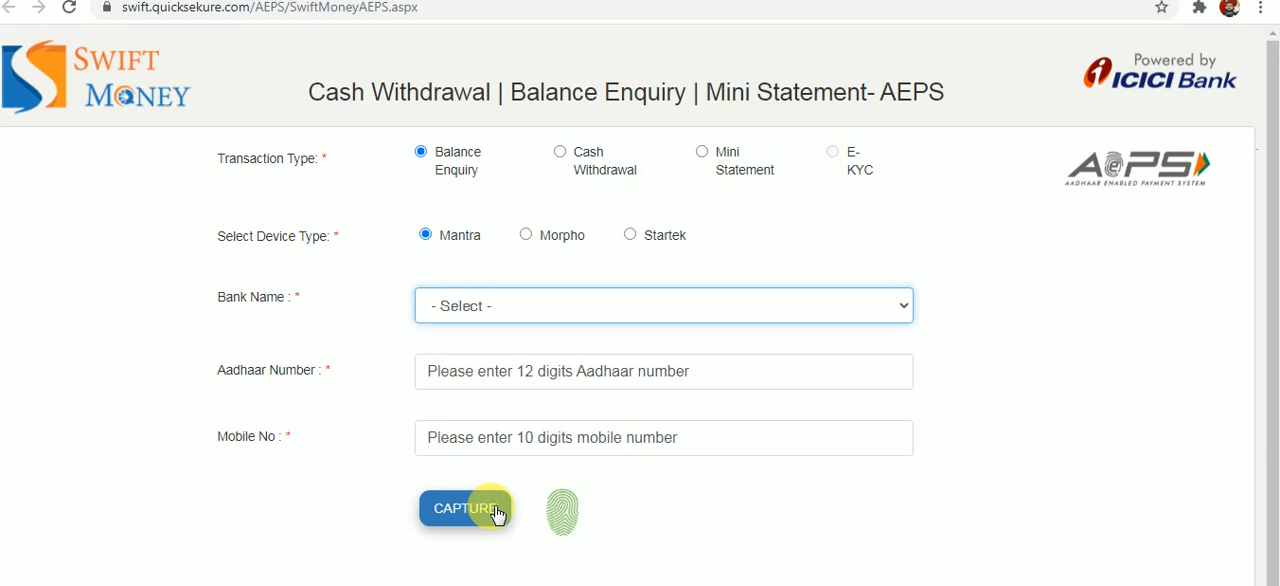 swift.quicksekure.com/AEPS/SwiftMoneyAEPS.aspx
SWIFT
MONEY
Cash Withdrawal | Balance Enquiry | Mini Statement- AEPS
Powered by
ICICI Bank
Transaction Type: *
Balance
Enquiry
Cash
Withdrawal
Mini
Statement
E-
KYC
AePS
AADHAAR ENABLED PAYMENT SYSTEM
Select Device Type: *
Mantra
Morpho
Startek
Bank Name : *
- Select -
Aadhaar Number : *
Please enter 12 digits Aadhaar number
Mobile No : *
Please enter 10 digits mobile number
CAPTURE